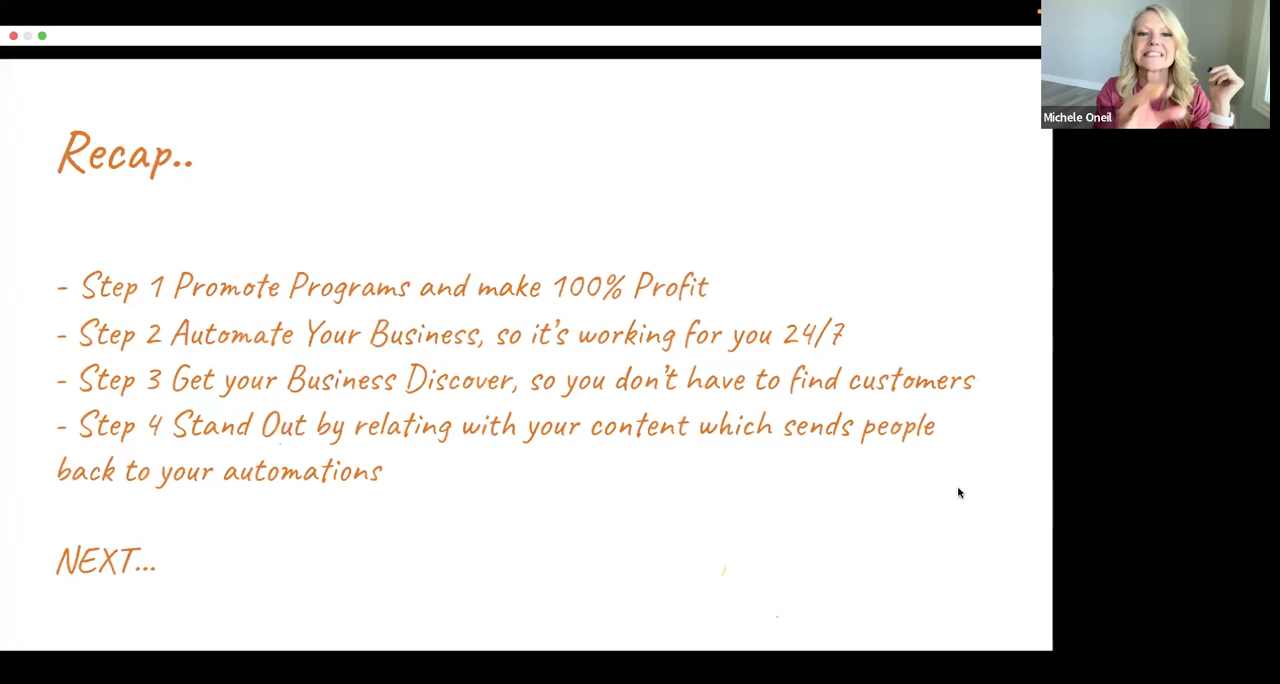 Recap..
- Step 1 Promote Programs and make 100% Profit
- Step 2 Automate Your Business, so it's working for you 24/7
- Step 3 Get your Business Discover, so you don't have to find customers
- Step 4 Stand Out by relating with your content which sends people
back to your automations
NEXT...
Michele Oneil